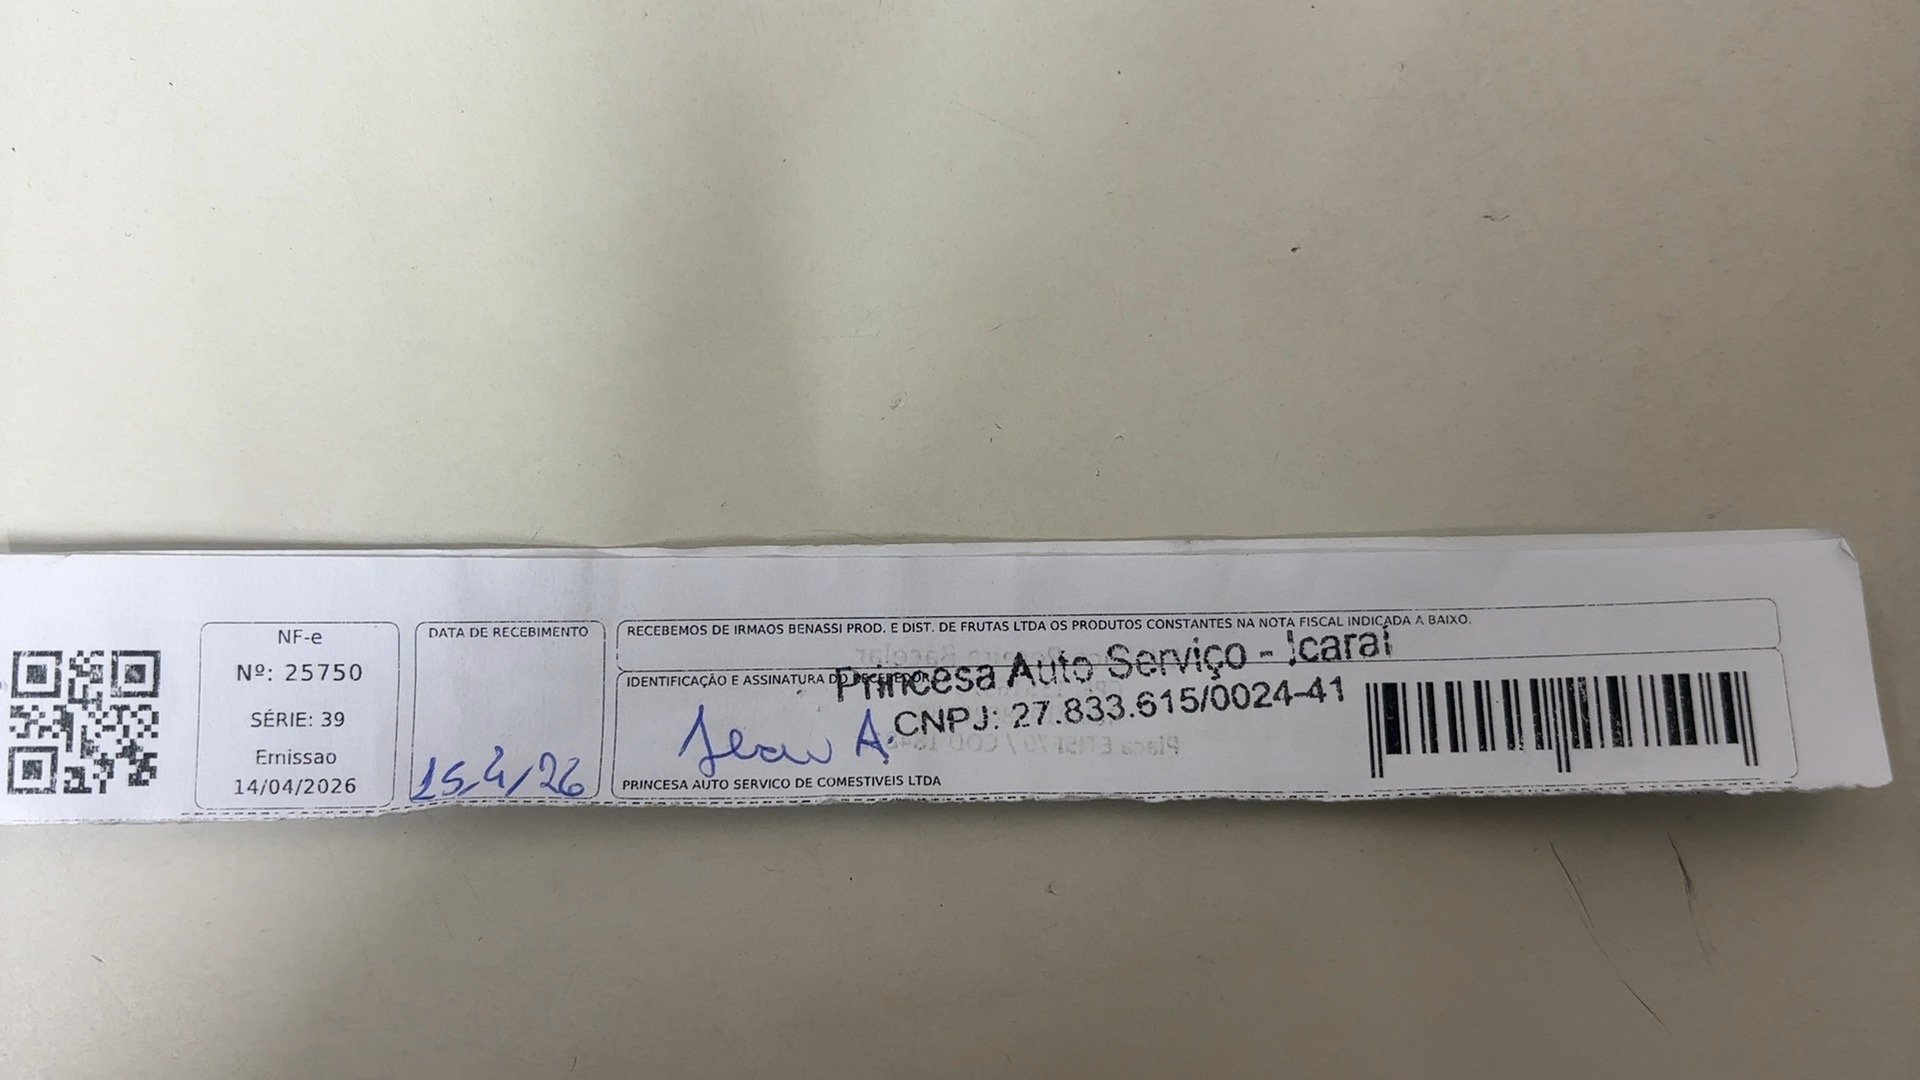 NF-e
Nº: 25750
SÉRIE: 39
Emissao
14/04/2026
DATA DE RECEBIMENTO
15/4/26
RECEBEMOS DE IRMAOS BENASSI PROD. E DIST. DE FRUTAS LTDA OS PRODUTOS CONSTANTES NA NOTA FISCAL INDICADA A BAIXO.
IDENTIFICAÇÃO E ASSINATURA DO RECEBEDOR
Princesa Auto Serviço - Icaraí
CNPJ: 27.833.615/0024-41
Jean A.
PRINCESA AUTO SERVICO DE COMESTIVEIS LTDA